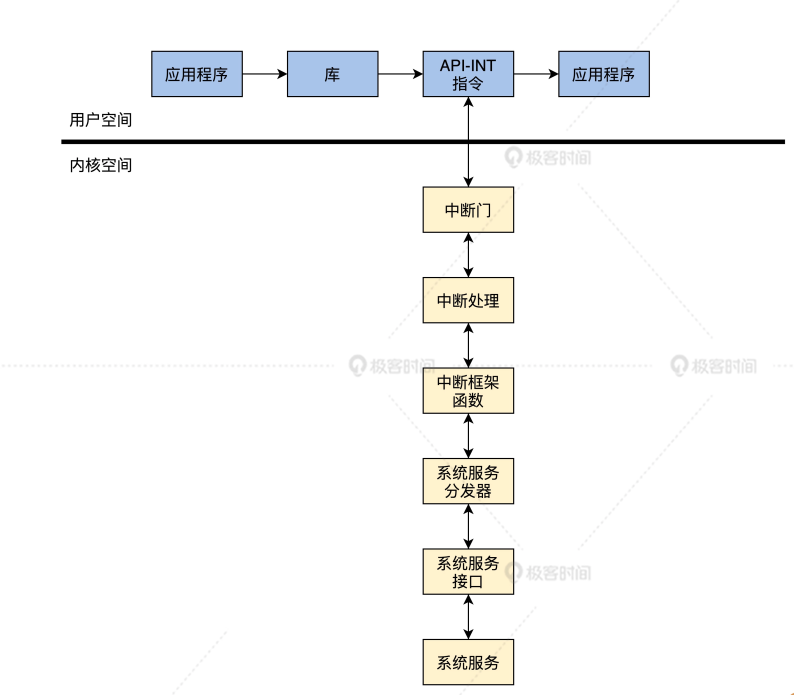 应用程序
库
API-INT
指令
应用程序
用户空间
内核空间
极客时间
中断门
中断处理
极客时间
极客时间
中断框架
函数
系统服务
分发器
系统服务
接口
极客时间
系统服务